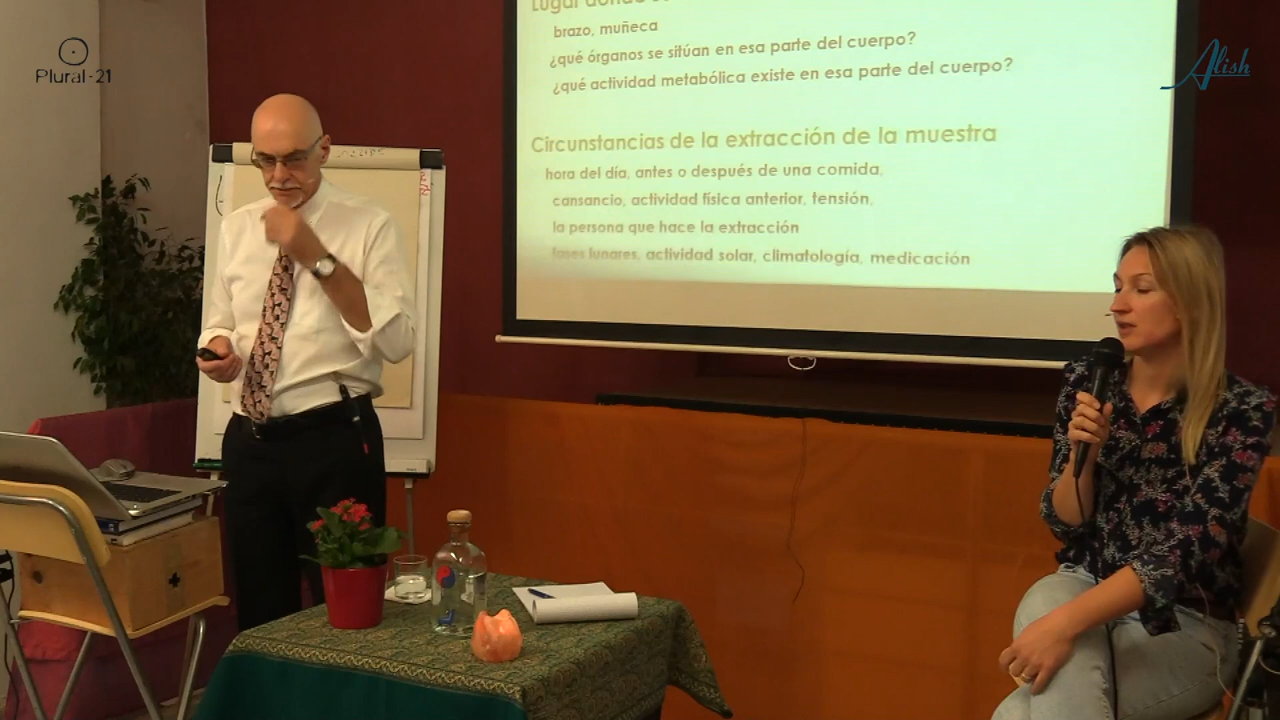 Plural-21
Alish
Lugar donde
brazo, muñeca
¿qué órganos se sitúan en esa parte del cuerpo?
¿qué actividad metabólica existe en esa parte del cuerpo?
Circunstancias de la extracción de la muestra
hora del día, antes o después de una comida,
cansancio, actividad física anterior, tensión,
la persona que hace la extracción
fases lunares, actividad solar, climatología, medicación